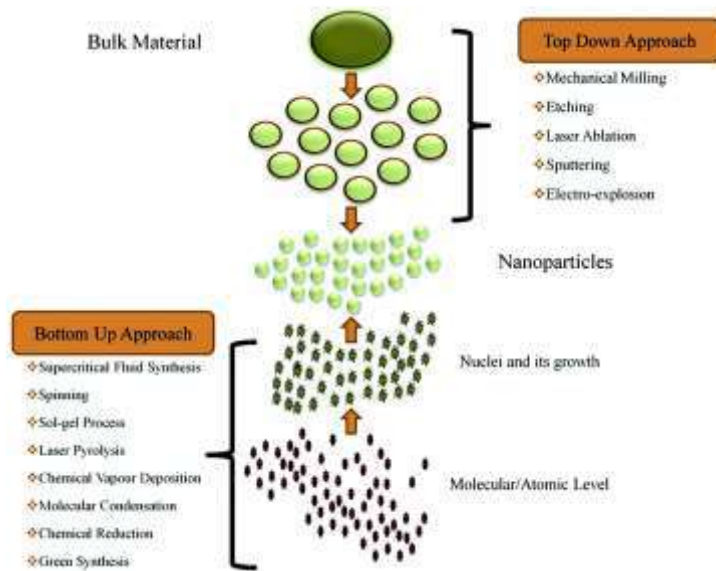 Bulk Material
Top Down Approach
❖Mechanical Milling
❖Etching
❖Laser Ablation
❖Sputtering
❖Electro-explosion
Nanoparticles
Bottom Up Approach
❖Supercritical Fluid Synthesis
❖Spinning
❖Sol-gel Process
❖Laser Pyrolysis
❖Chemical Vapour Deposition
❖Molecular Condensation
❖Chemical Reduction
❖Green Synthesis
Nuclei and its growth
Molecular/Atomic Level